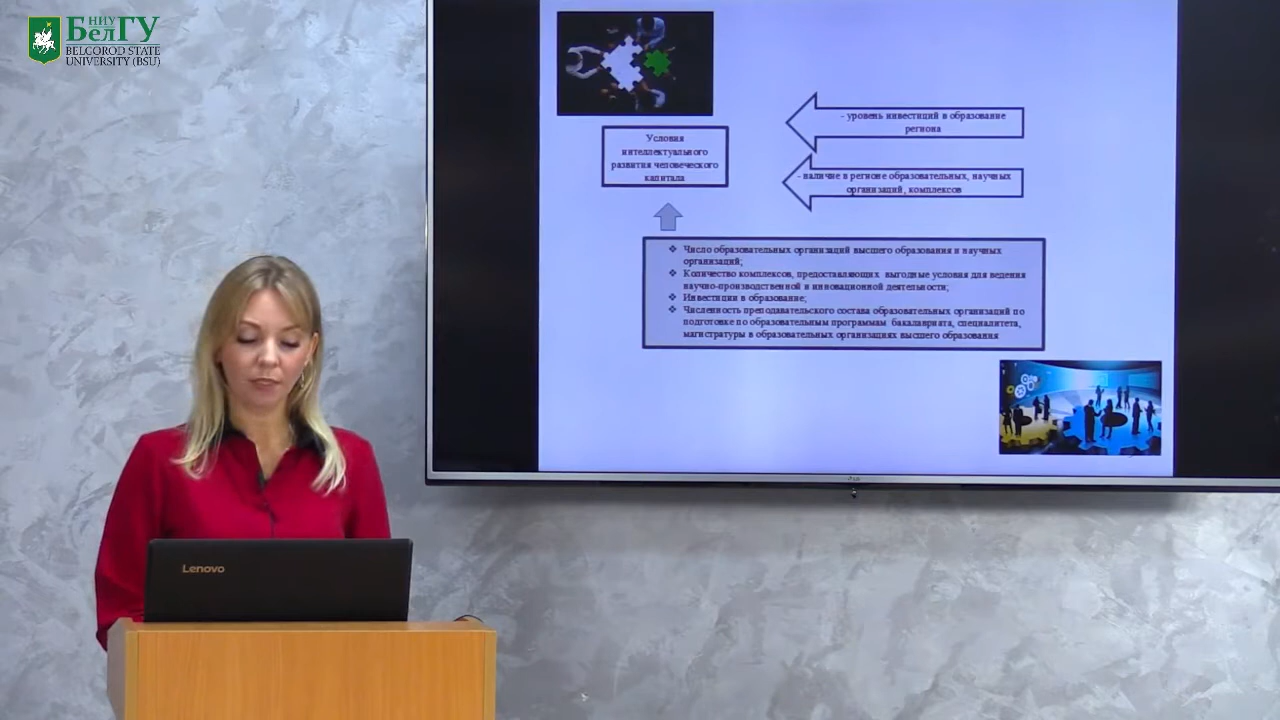 НИУ
БелГУ
BELGOROD STATE
UNIVERSITY (BSU)
- уровень инвестиций в образование
региона
Условия
интеллектуального
развития человеческого
капитала
- наличие в регионе образовательных, научных
организаций, комплексов
❖ Число образовательных организаций высшего образования и научных
организаций;
❖ Количество комплексов, предоставляющих выгодные условия для ведения
научно-производственной и инновационной деятельности;
❖ Инвестиции в образование;
❖ Численность преподавательского состава образовательных организаций по
подготовке по образовательным программам бакалавриата, специалитета,
магистратуры в образовательных организациях высшего образования
Lenovo